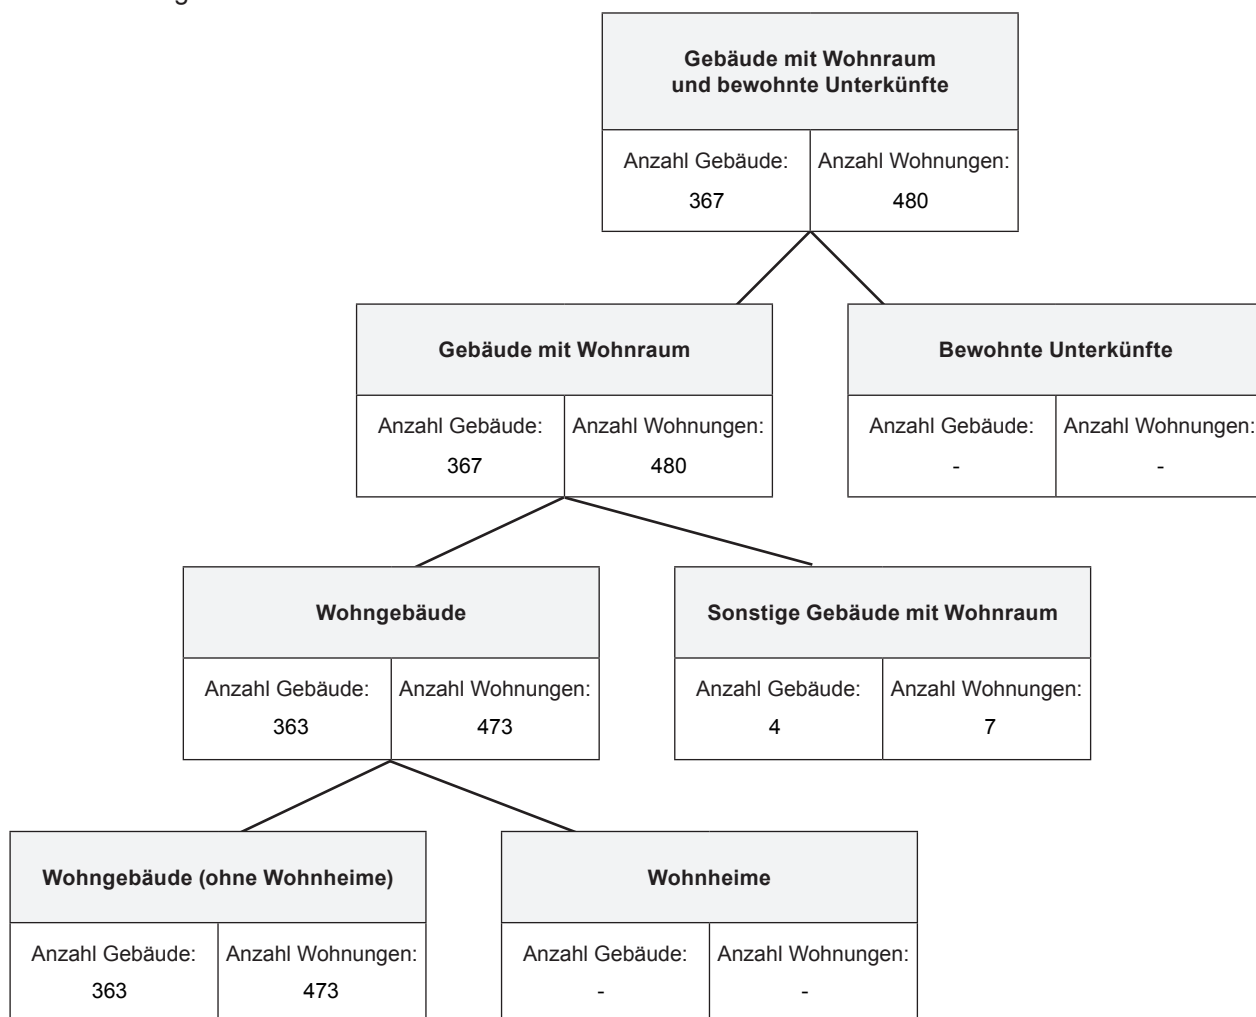 Gebäude mit Wohnraum
und bewohnte Unterkünfte
Anzahl Gebäude: Anzahl Wohnungen:
367 480
Gebäude mit Wohnraum
Anzahl Gebäude: Anzahl Wohnungen:
367 480
Bewohnte Unterkünfte
Anzahl Gebäude: Anzahl Wohnungen:
- -
Wohngebäude
Anzahl Gebäude: Anzahl Wohnungen:
363 473
Sonstige Gebäude mit Wohnraum
Anzahl Gebäude: Anzahl Wohnungen:
4 7
Wohngebäude (ohne Wohnheime)
Anzahl Gebäude: Anzahl Wohnungen:
363 473
Wohnheime
Anzahl Gebäude: Anzahl Wohnungen:
- -